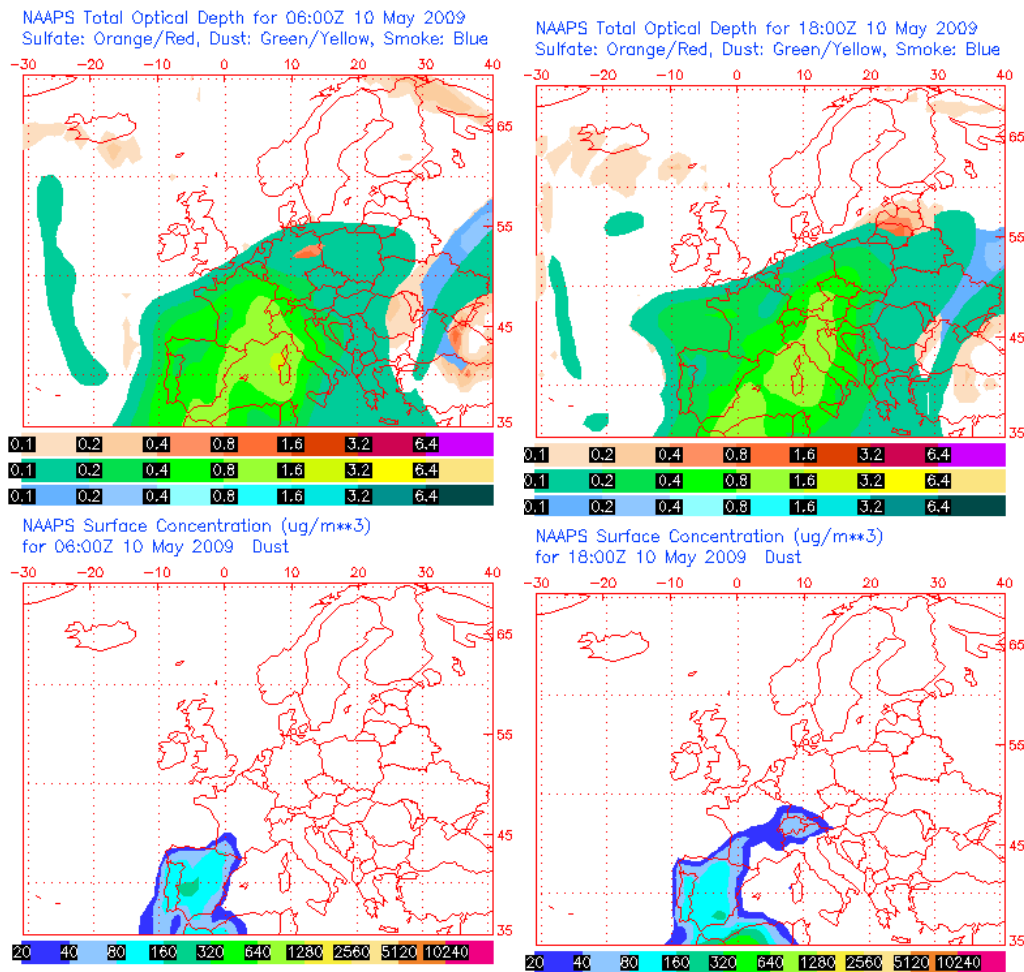 NAAPS Total Optical Depth for 06:00Z 10 May 2009
Sulfate: Orange/Red, Dust: Green/Yellow, Smoke: Blue
-30 -20 -10 0 10 20 30 40
65
55
45
35
0.1 0.2 0.4 0.8 1.6 3.2 6.4
0.1 0.2 0.4 0.8 1.6 3.2 6.4
0.1 0.2 0.4 0.8 1.6 3.2 6.4
NAAPS Total Optical Depth for 18:00Z 10 May 2009
Sulfate: Orange/Red, Dust: Green/Yellow, Smoke: Blue
-30 -20 -10 0 10 20 30 40
65
55
45
35
1
0.1 0.2 0.4 0.8 1.6 3.2 6.4
0.1 0.2 0.4 0.8 1.6 3.2 6.4
0.1 0.2 0.4 0.8 1.6 3.2 6.4
NAAPS Surface Concentration (ug/m**3)
for 06:00Z 10 May 2009 Dust
-30 -20 -10 0 10 20 30 40
65
55
45
35
20 40 80 160 320 640 1280 2560 5120 10240
NAAPS Surface Concentration (ug/m**3)
for 18:00Z 10 May 2009 Dust
-30 -20 -10 0 10 20 30 40
65
55
45
35
20 40 80 160 320 640 1280 2560 5120 10240